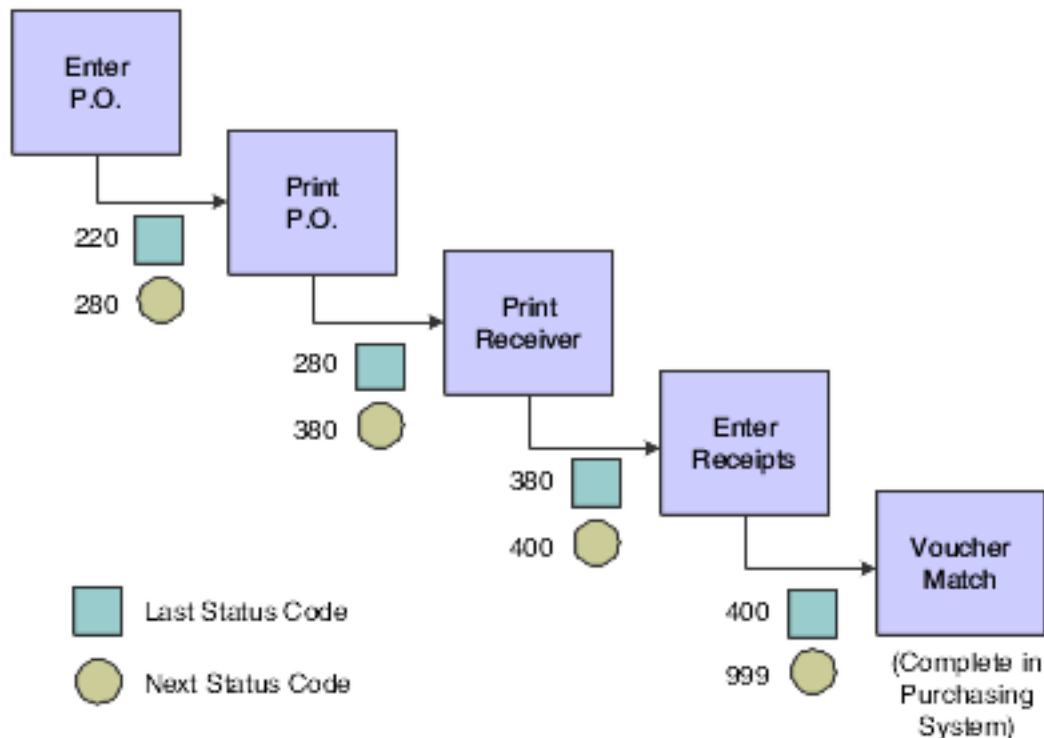 Enter
P.O.
Print
P.O.
220
280
Print
Receiver
280
380
Enter
Receipts
380
400
Voucher
Match
400
999
(Complete in
Purchasing
System)
Last Status Code
Next Status Code